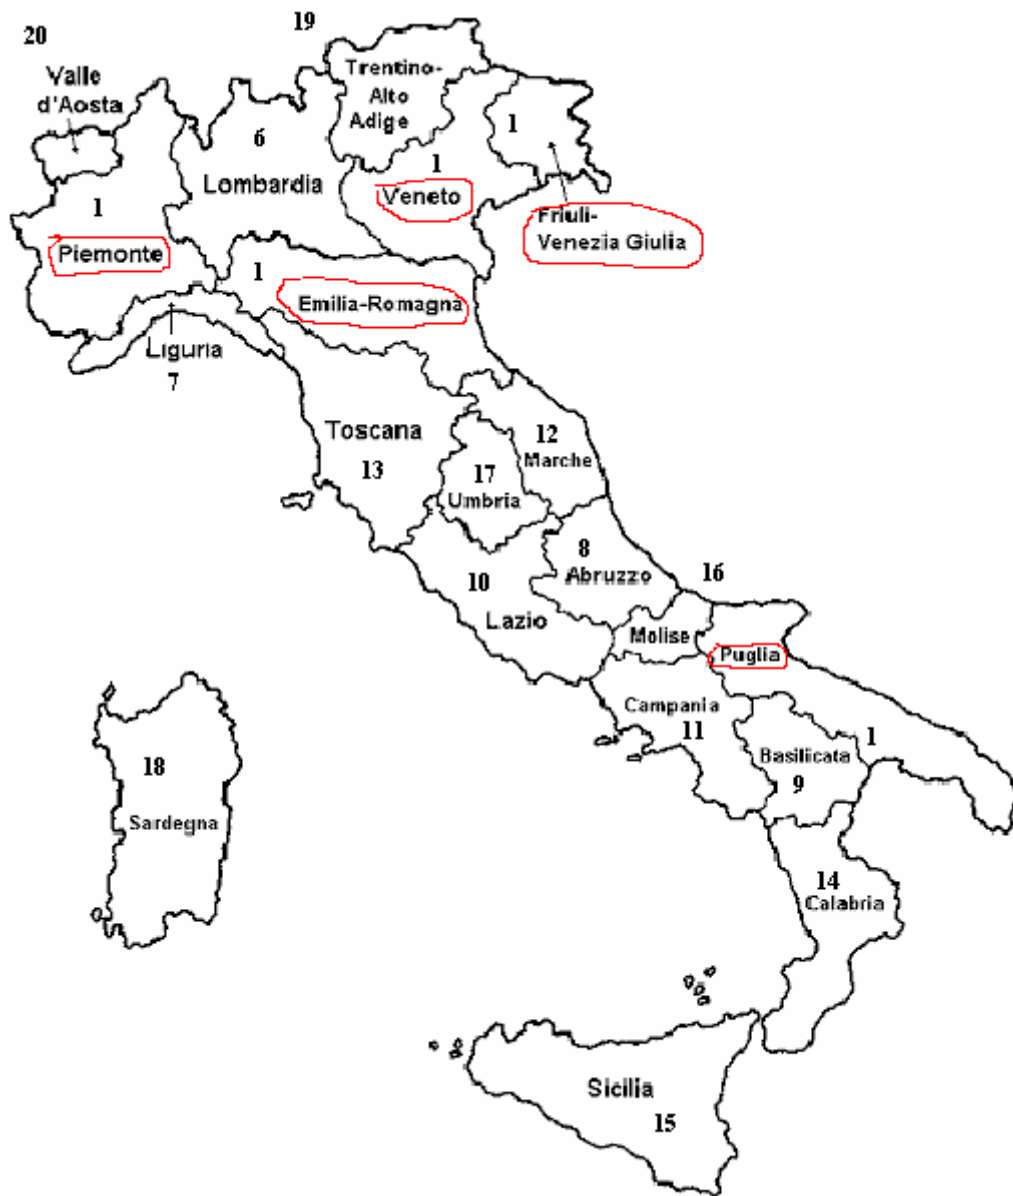 19
20
Trentino-
Alto
Adige
Valle
d'Aosta
1
6
1
Lombardia
Veneto
1
Friuli-
Venezia Giulia
Piemonte
1
Emilia-Romagna
Liguria
7
Toscana
12
Marche
13
17
Umbria
8
Abruzzo
16
10
Lazio
Molise
Puglia
Campania
11
1
Basilicata
9
18
Sardegna
14
Calabria
Sicilia
15